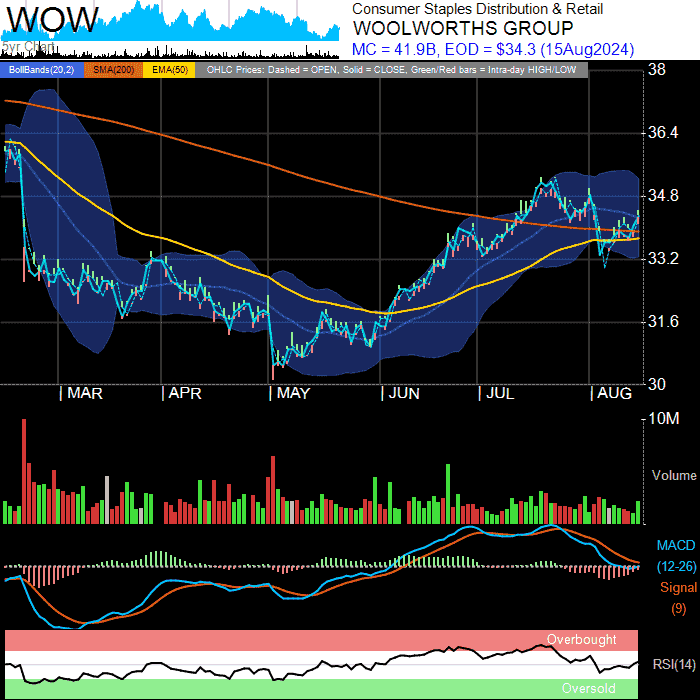 WOW
5yr Chart
Consumer Staples Distribution & Retail
WOOLWORTHS GROUP
MC = 41.9B, EOD = $34.3 (15Aug2024)
BollBands(20,2) SMA(200) EMA(50) OHLC Prices: Dashed = OPEN, Solid = CLOSE, Green/Red bars = Intra-day HIGH/LOW
38
36.4
34.8
33.2
31.6
30
MAR APR MAY JUN JUL AUG
10M
Volume
MACD
(12-26)
Signal
(9)
Overbought
RSI(14)
Oversold